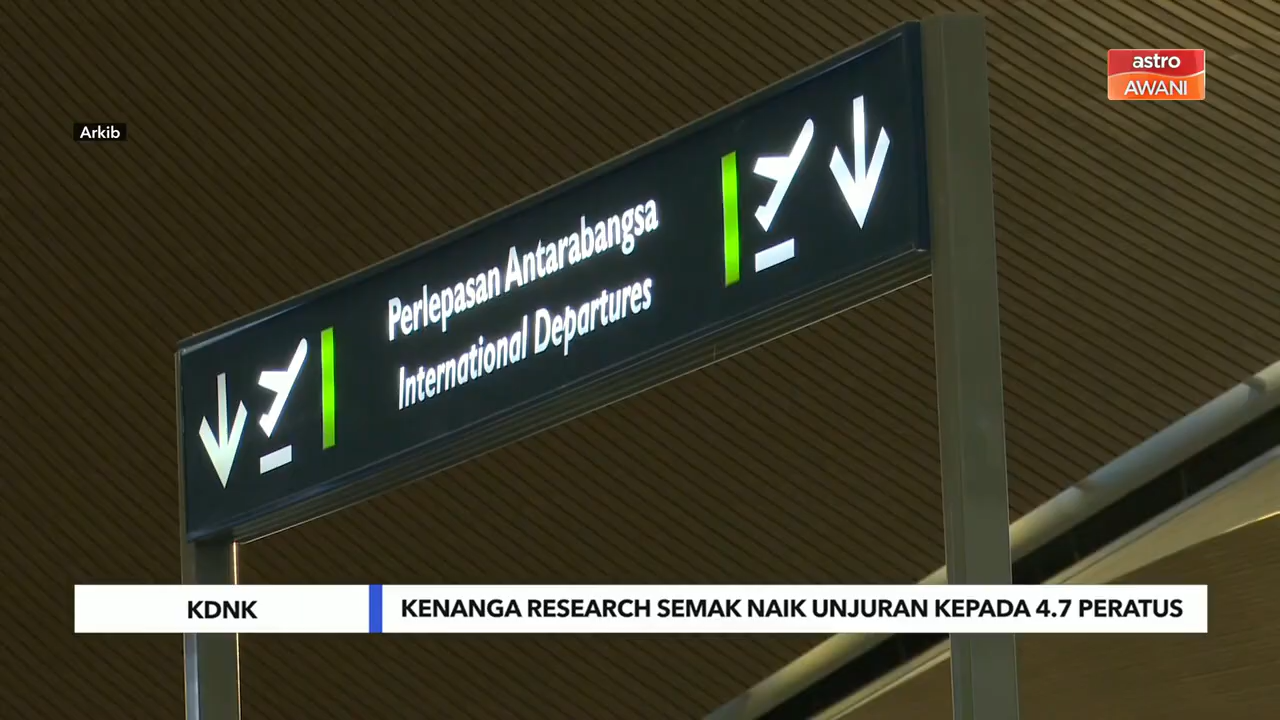 astro
AWANI
Arkib
Perlepasan Antarabangsa
International Departures
KDNK
KENANGA RESEARCH SEMAK NAIK UNJURAN KEPADA 4.7 PERATUS